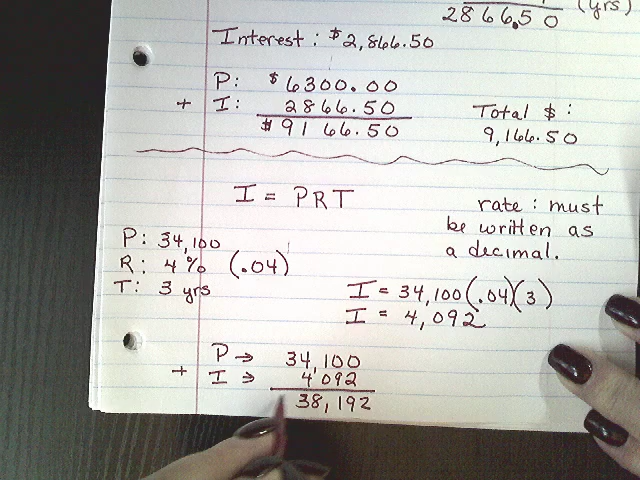 2866.50 (yrs)
Interest: $2,866.50
P: $6300.00
+ I: 2866.50
$9166.50
Total $:
9,166.50
I = PRT
rate: must
be written as
a decimal.
P: 34,100
R: 4% (.04)
T: 3 yrs
I = 34,100(.04)(3)
I = 4,092
P → 34,100
+ I → 4092
38,192